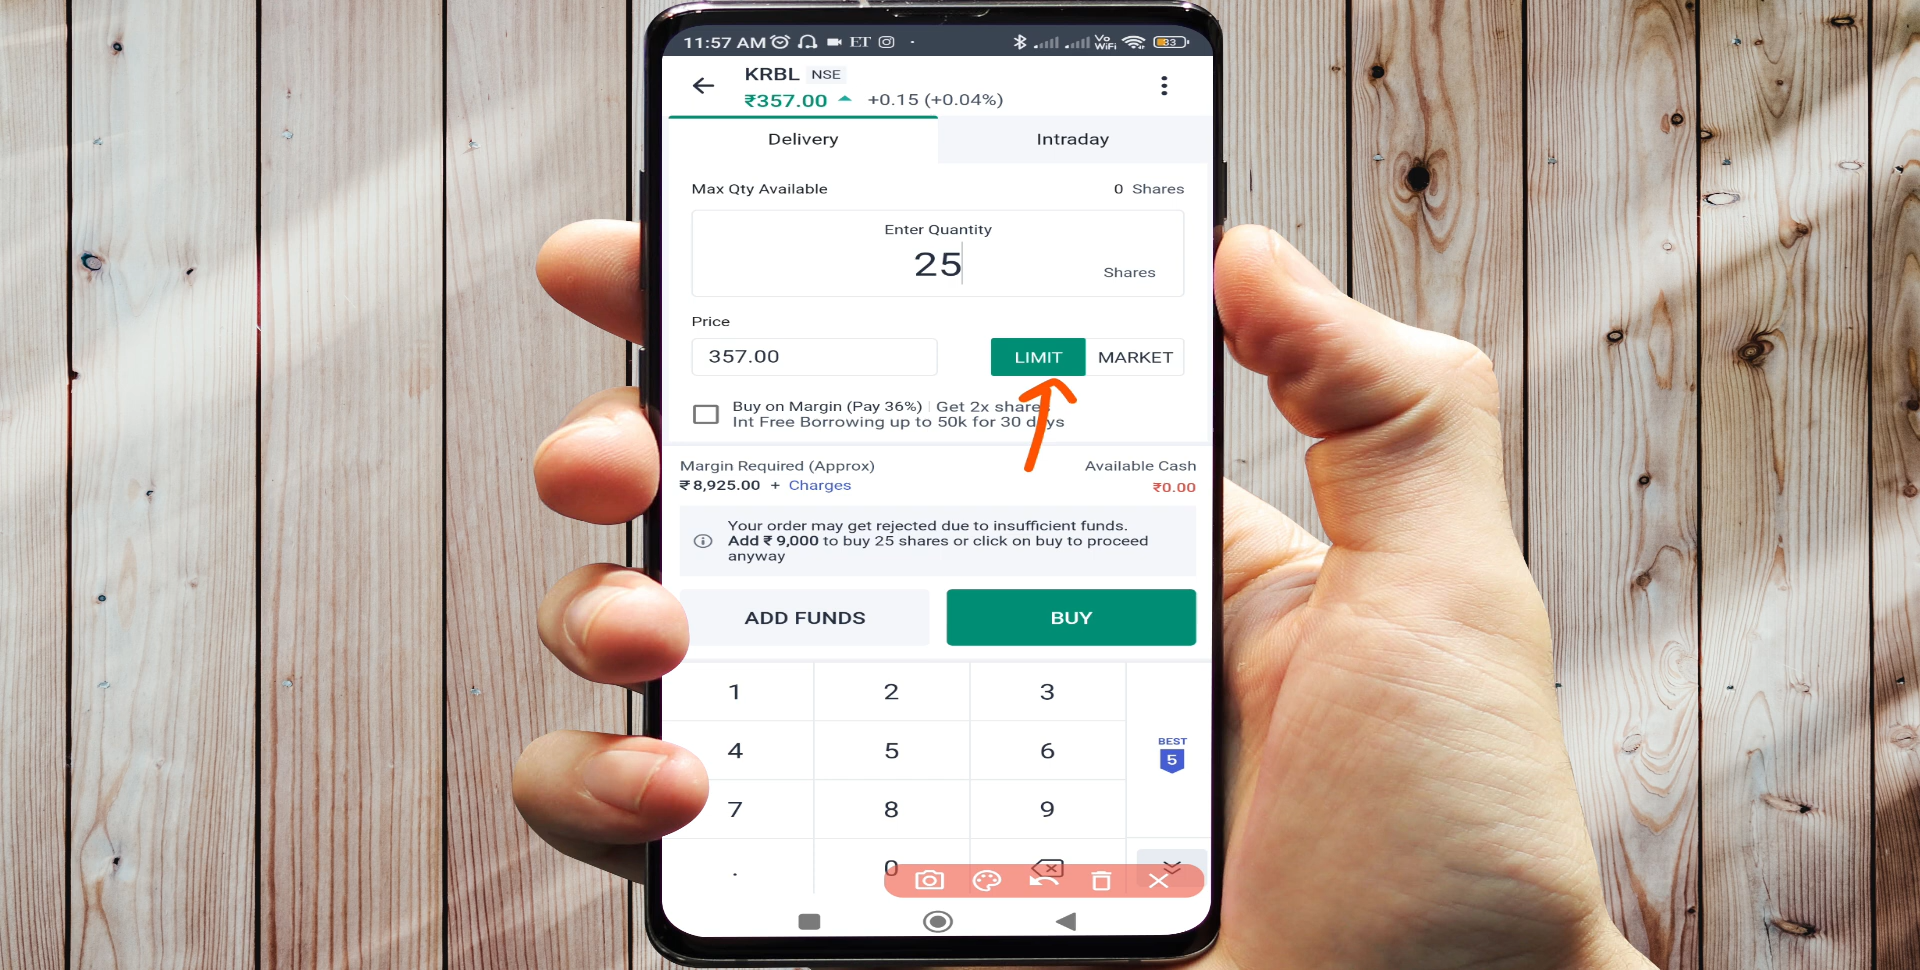 11:57 AM ET Vo WiFi 33
KRBL NSE
₹357.00 +0.15 (+0.04%)
Delivery Intraday
Max Qty Available 0 Shares
Enter Quantity
25
Shares
Price
357.00 LIMIT MARKET
Buy on Margin (Pay 36%) | Get 2x share
Int Free Borrowing up to 50k for 30 days
Margin Required (Approx) Available Cash
₹8,925.00 + Charges ₹0.00
Your order may get rejected due to insufficient funds.
Add ₹ 9,000 to buy 25 shares or click on buy to proceed
anyway
ADD FUNDS BUY
1 2 3
4 5 6
BEST
5
7 8 9
. 0